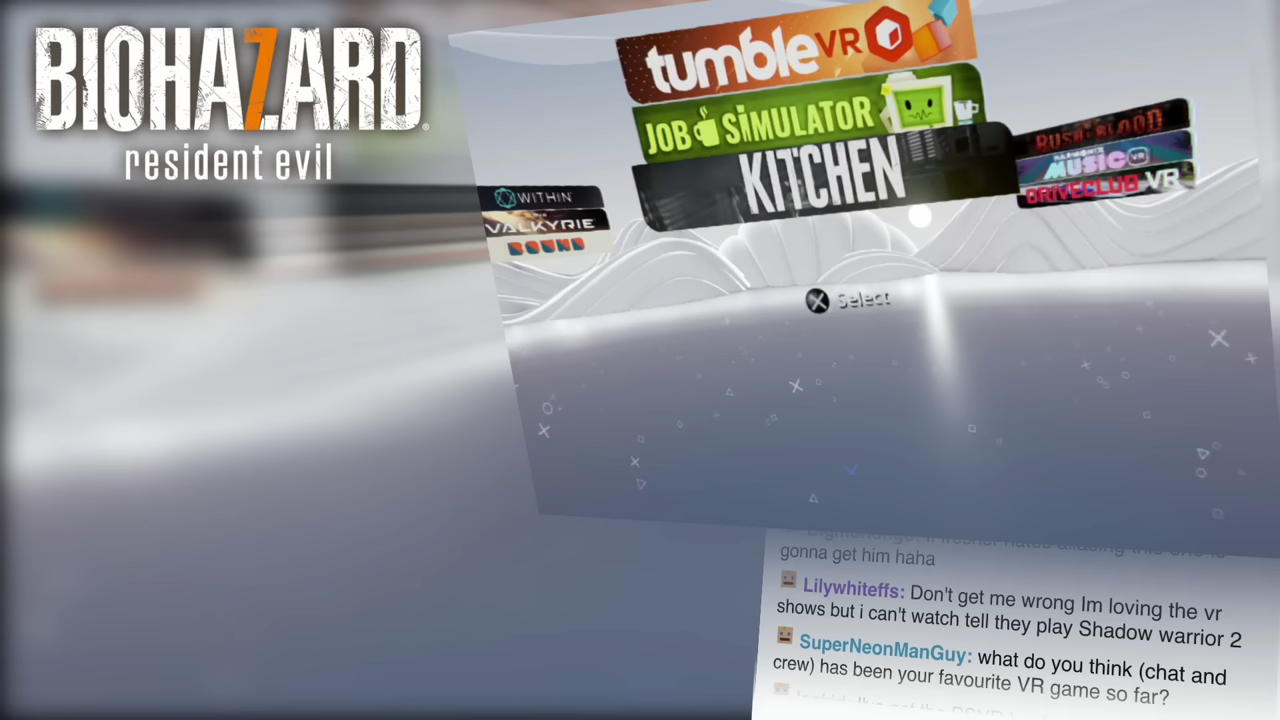 BIOHAZARD
resident evil
tumble VR
JOB SIMULATOR
KITCHEN
WITHIN
VALKYRIE
BOUND
RUSH BLOOD
MUSIC VR
DRIVECLUB VR
Select
gonna get him haha
Lilywhiteffs: Don't get me wrong Im loving the vr
shows but i can't watch tell they play Shadow warrior 2
SuperNeonManGuy: what do you think (chat and
crew) has been your favourite VR game so far?